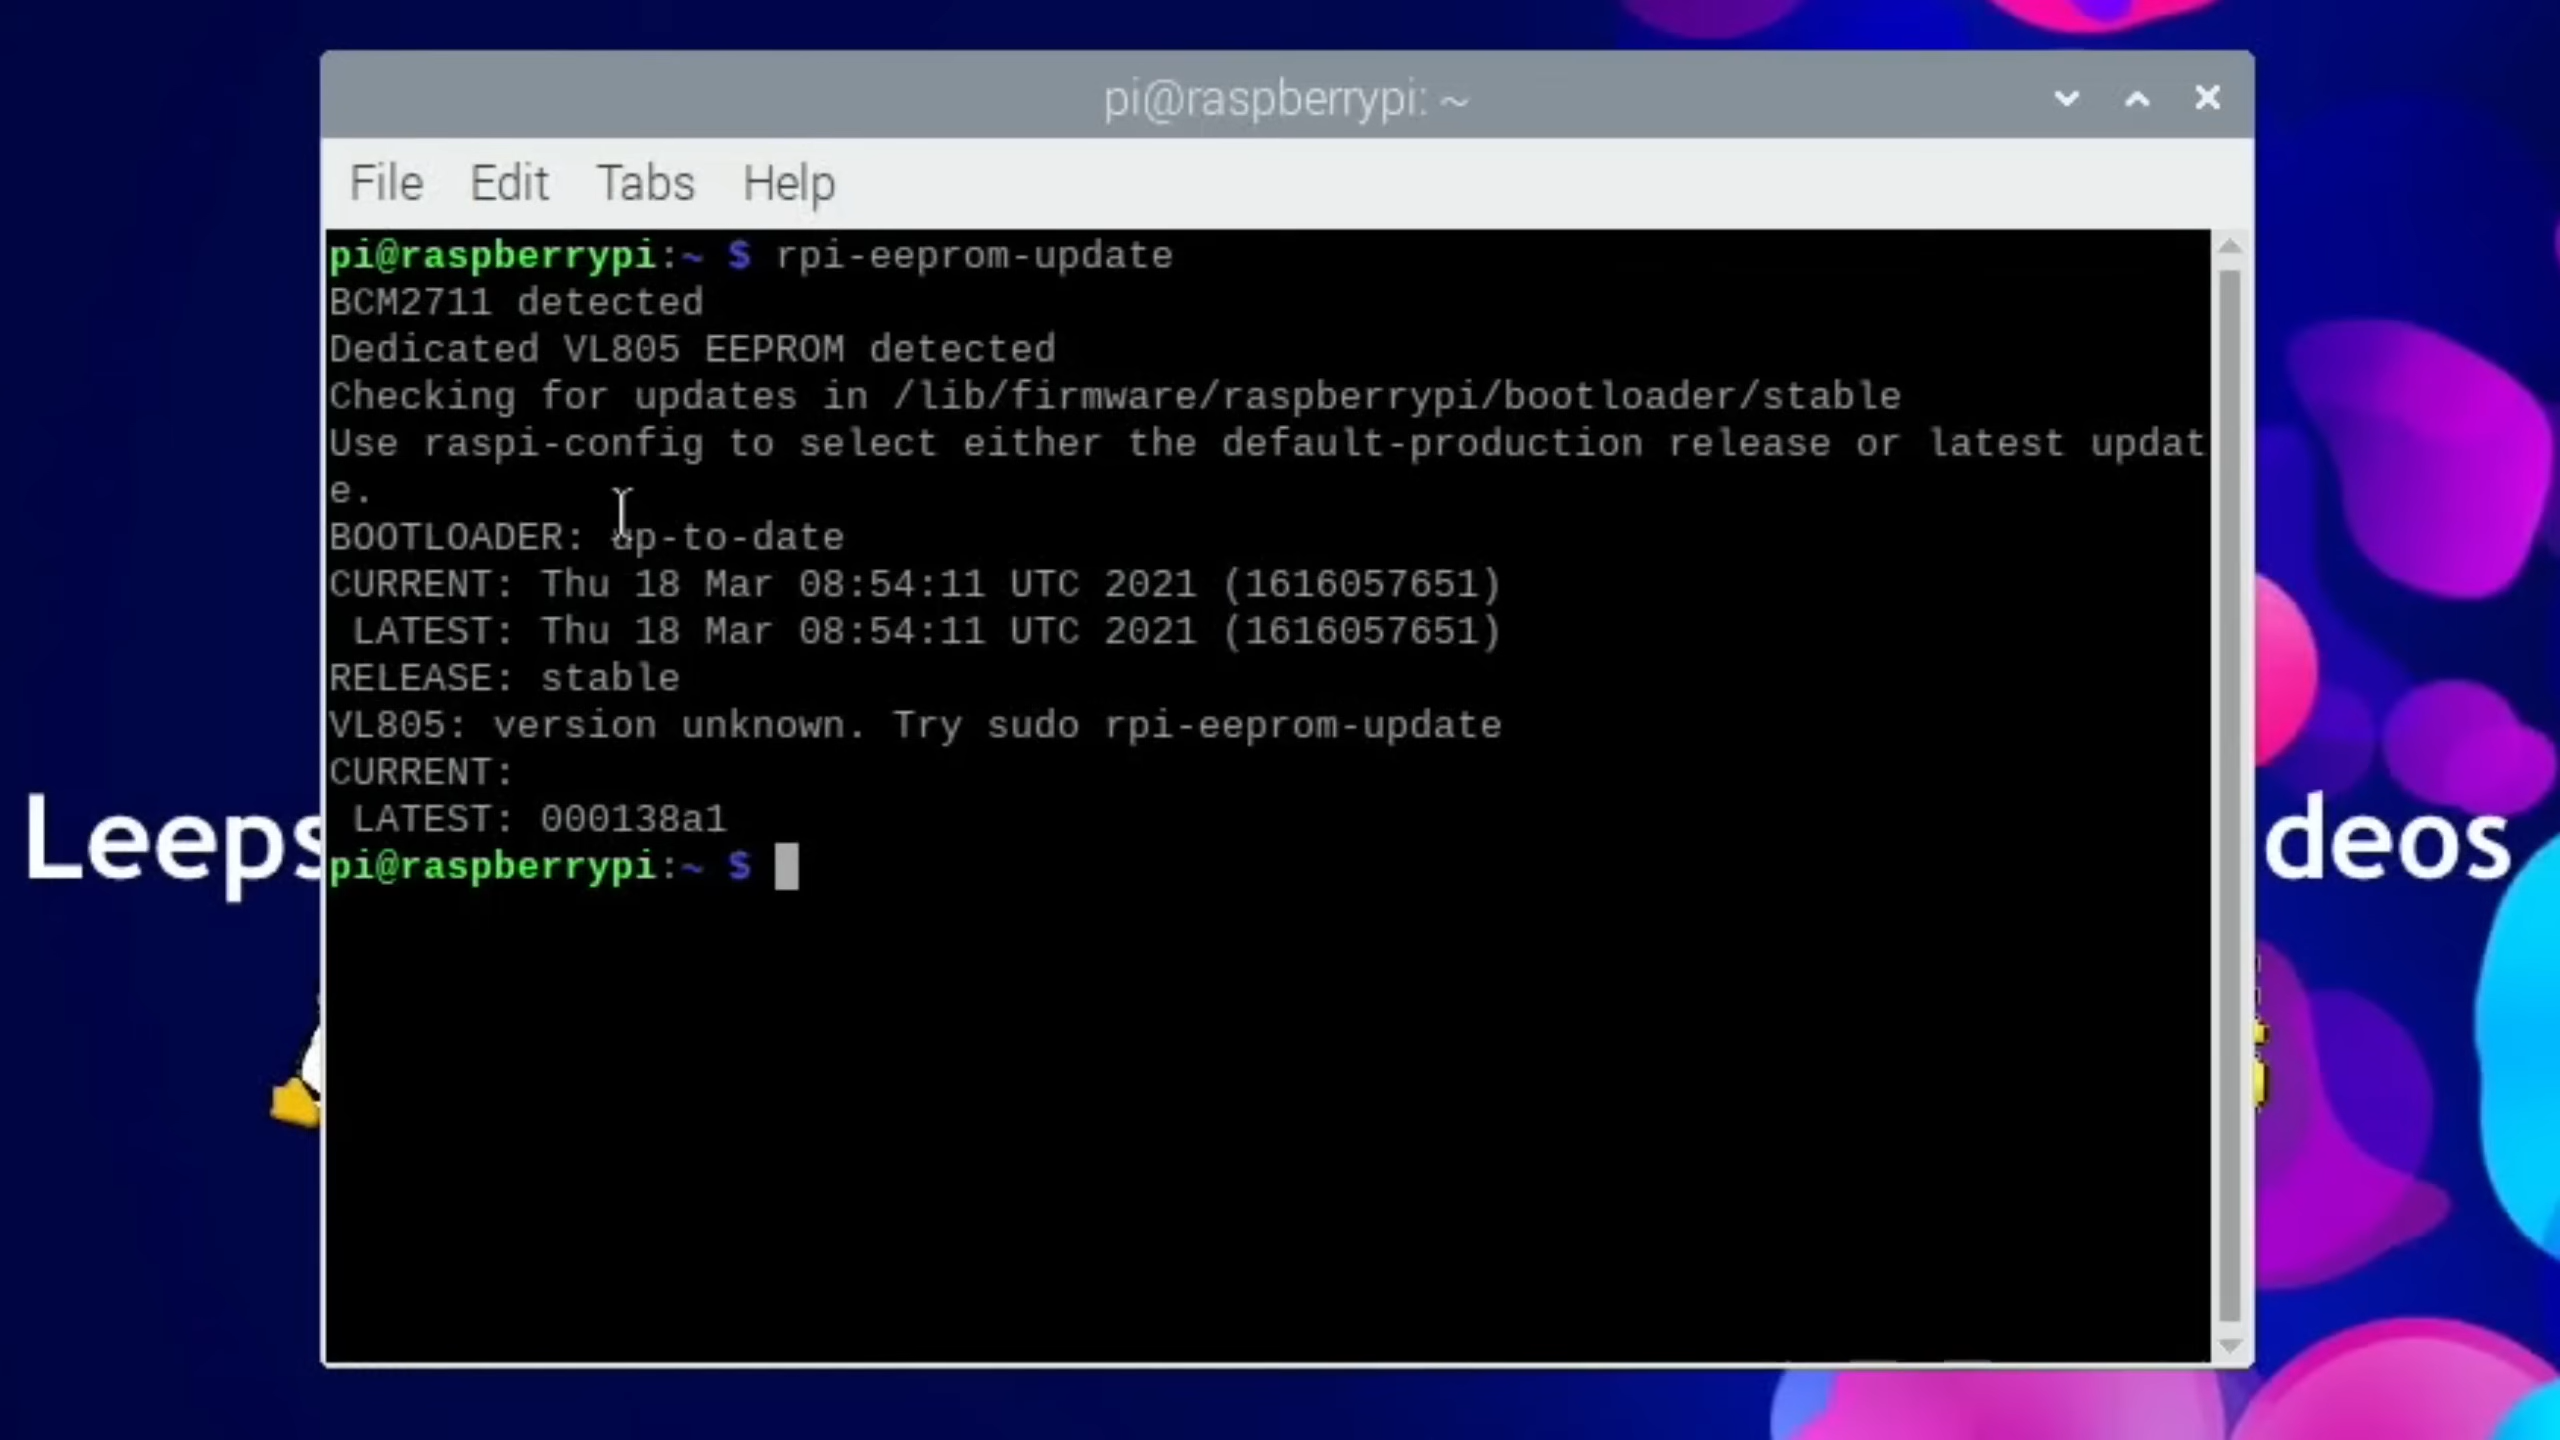 pi@raspberrypi: ~
File Edit Tabs Help
pi@raspberrypi:~ $ rpi-eeprom-update
BCM2711 detected
Dedicated VL805 EEPROM detected
Checking for updates in /lib/firmware/raspberrypi/bootloader/stable
Use raspi-config to select either the default-production release or latest updat
e.
BOOTLOADER: up-to-date
CURRENT: Thu 18 Mar 08:54:11 UTC 2021 (1616057651)
LATEST: Thu 18 Mar 08:54:11 UTC 2021 (1616057651)
RELEASE: stable
VL805: version unknown. Try sudo rpi-eeprom-update
CURRENT:
LATEST: 000138a1
Leeps
deos
pi@raspberrypi:~ $